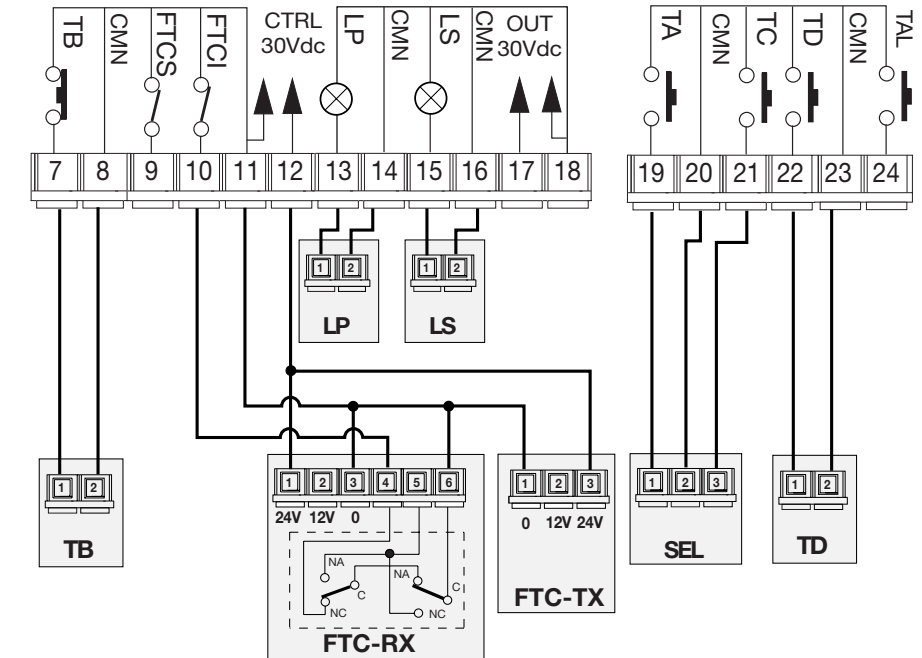 TB
CMN
FTCS
FTCI
CTRL
30Vdc
LP
CMN
LS
CMN
OUT
30Vdc
TA
CMN
TC
TD
CMN
TAL
7 8 9 10 11 12 13 14 15 16 17 18
19 20 21 22 23 24
1 2
LP
1 2
LS
1 2
TB
1 2 3 4 5 6
24V 12V 0
NA
C
NC
NA
C
NC
FTC-RX
1 2 3
0 12V 24V
FTC-TX
1 2 3
SEL
1 2
TD